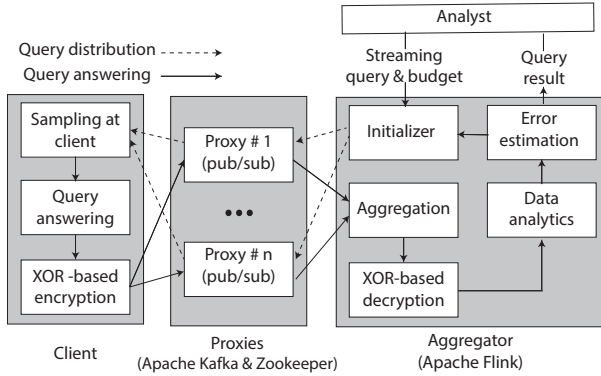 Analyst
Query distribution
Query answering
Streaming
query & budget
Query
result
Sampling at
client
Query
answering
XOR -based
encryption
Proxy # 1
(pub/sub)
•••
Proxy # n
(pub/sub)
Initializer
Error
estimation
Aggregation
Data
analytics
XOR-based
decryption
Client
Proxies
(Apache Kafka & Zookeeper)
Aggregator
(Apache Flink)